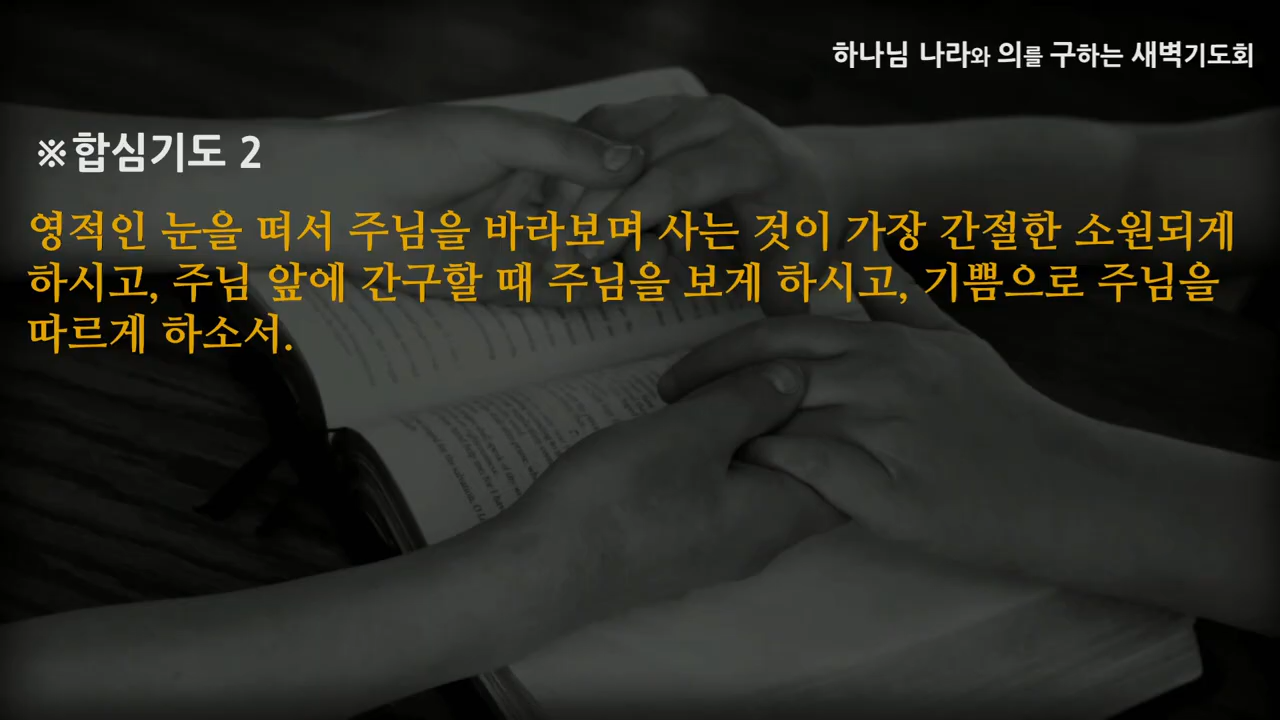 하나님 나라와 의를 구하는 새벽기도회
※합심기도 2
영적인 눈을 떠서 주님을 바라보며 사는 것이 가장 간절한 소원되게
하시고, 주님 앞에 간구할 때 주님을 보게 하시고, 기쁨으로 주님을
따르게 하소서.